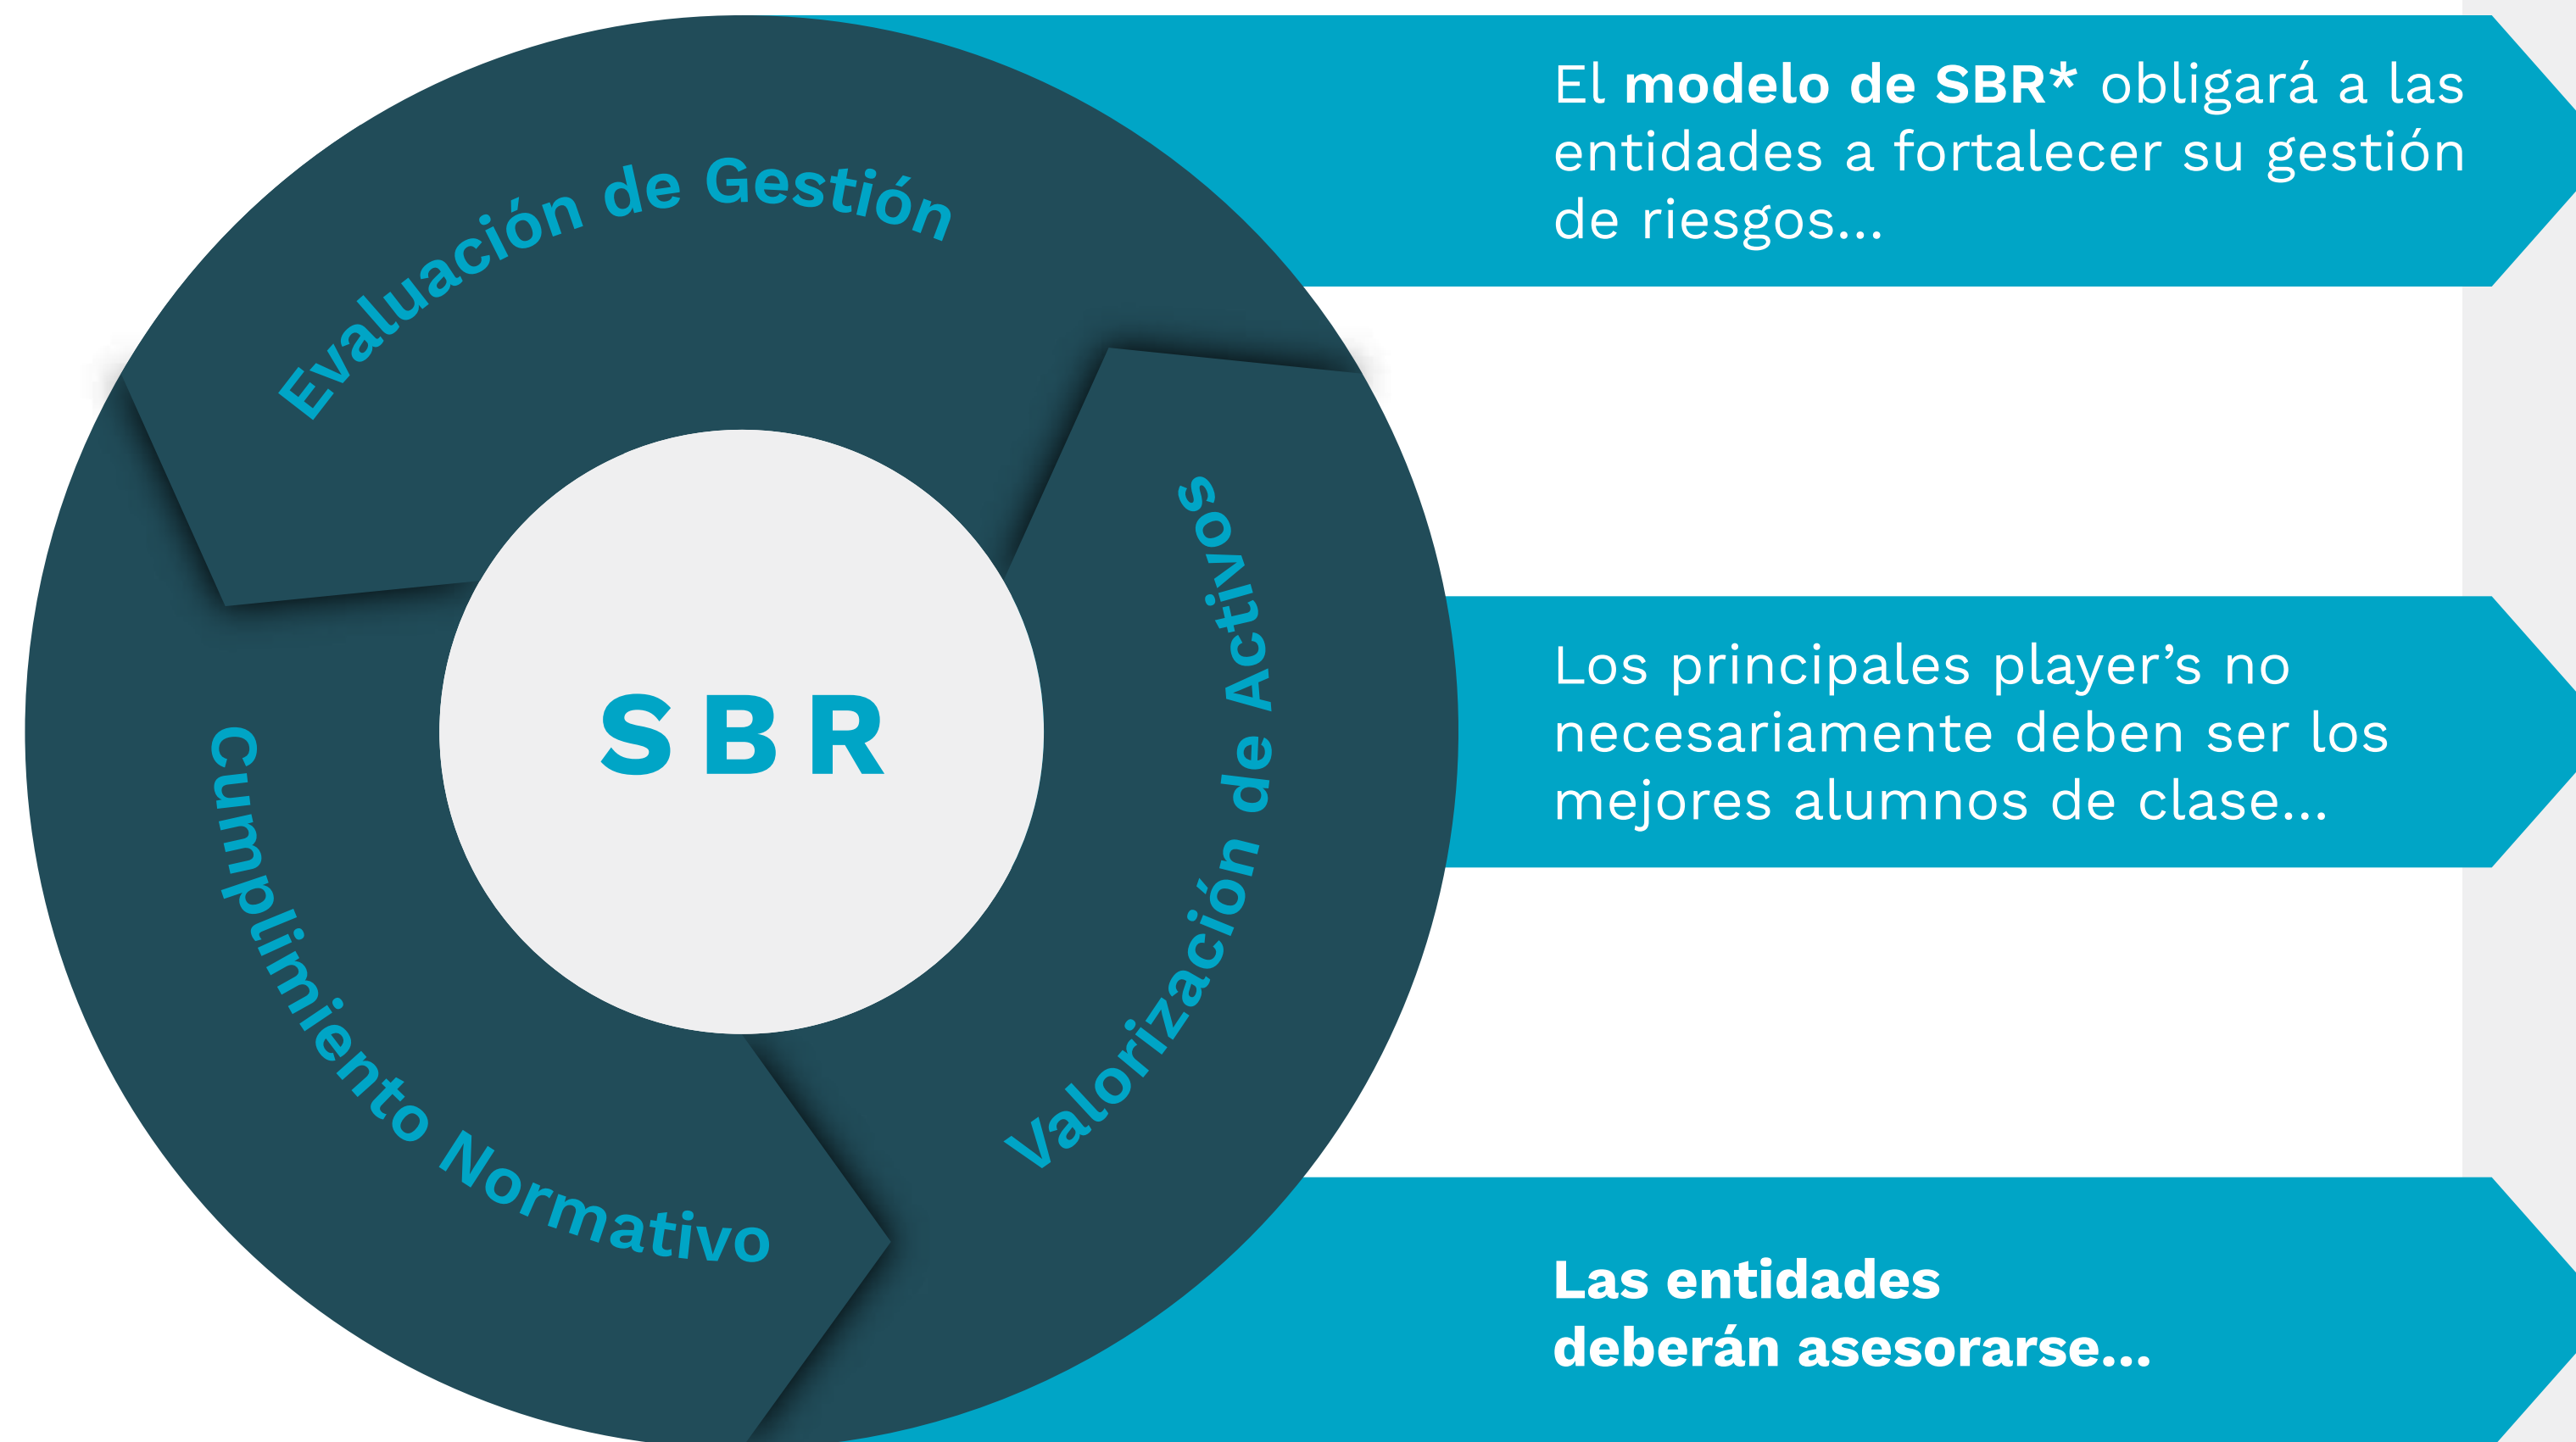 Evaluación de Gestión
Valorización de Activos
Cumplimiento Normativo
SBR
El modelo de SBR* obligará a las
entidades a fortalecer su gestión
de riesgos...
Los principales player’s no
necesariamente deben ser los
mejores alumnos de clase...
Las entidades
deberán asesorarse...